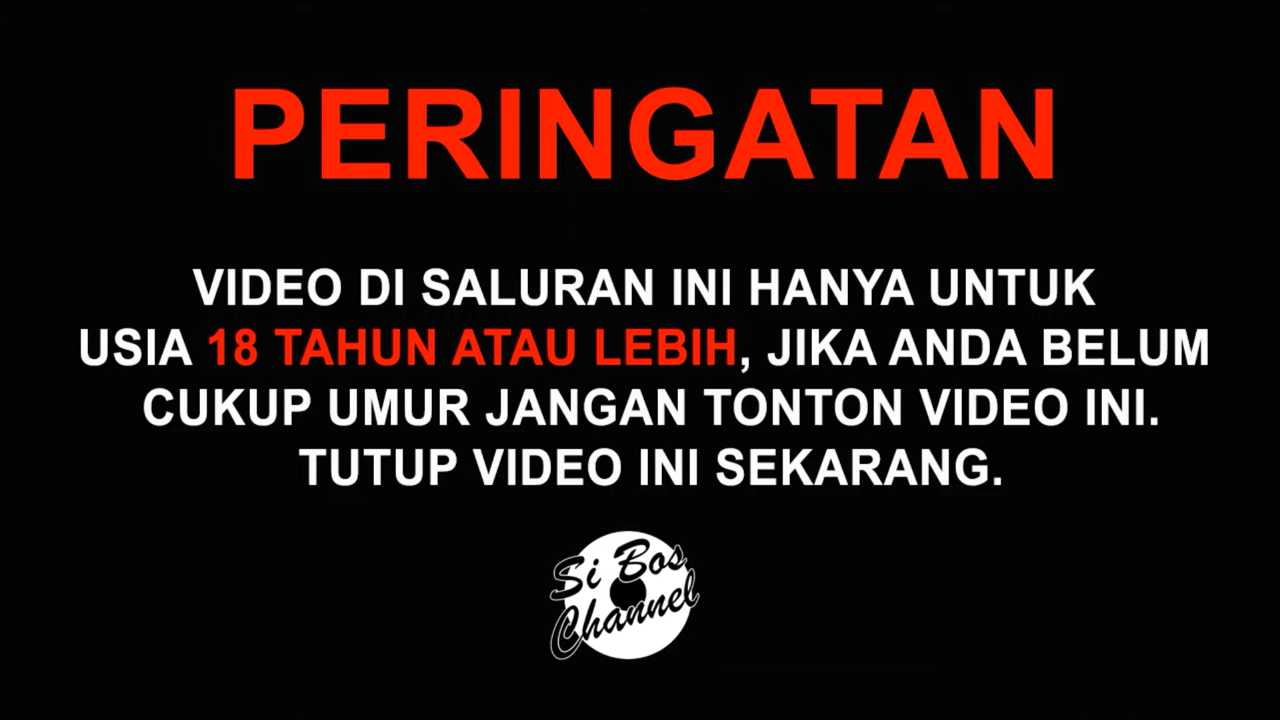 PERINGATAN
VIDEO DI SALURAN INI HANYA UNTUK
USIA 18 TAHUN ATAU LEBIH, JIKA ANDA BELUM
CUKUP UMUR JANGAN TONTON VIDEO INI.
TUTUP VIDEO INI SEKARANG.
Si Bos
Channel